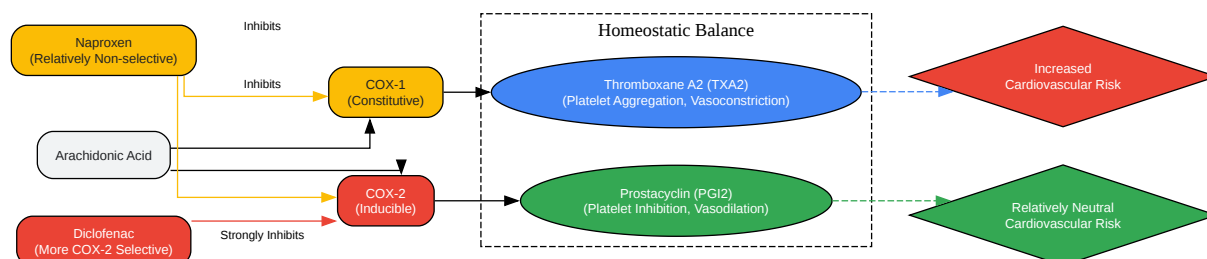 Inhibits
Homeostatic Balance
Naproxen
(Relatively Non-selective)
Inhibits
COX-1
(Constitutive)
Thromboxane A2 (TXA2)
(Platelet Aggregation, Vasoconstriction)
Increased
Cardiovascular Risk
Arachidonic Acid
COX-2
(Inducible)
Prostacyclin (PGI2)
(Platelet Inhibition, Vasodilation)
Relatively Neutral
Cardiovascular Risk
Diclofenac
(More COX-2 Selective)
Strongly Inhibits